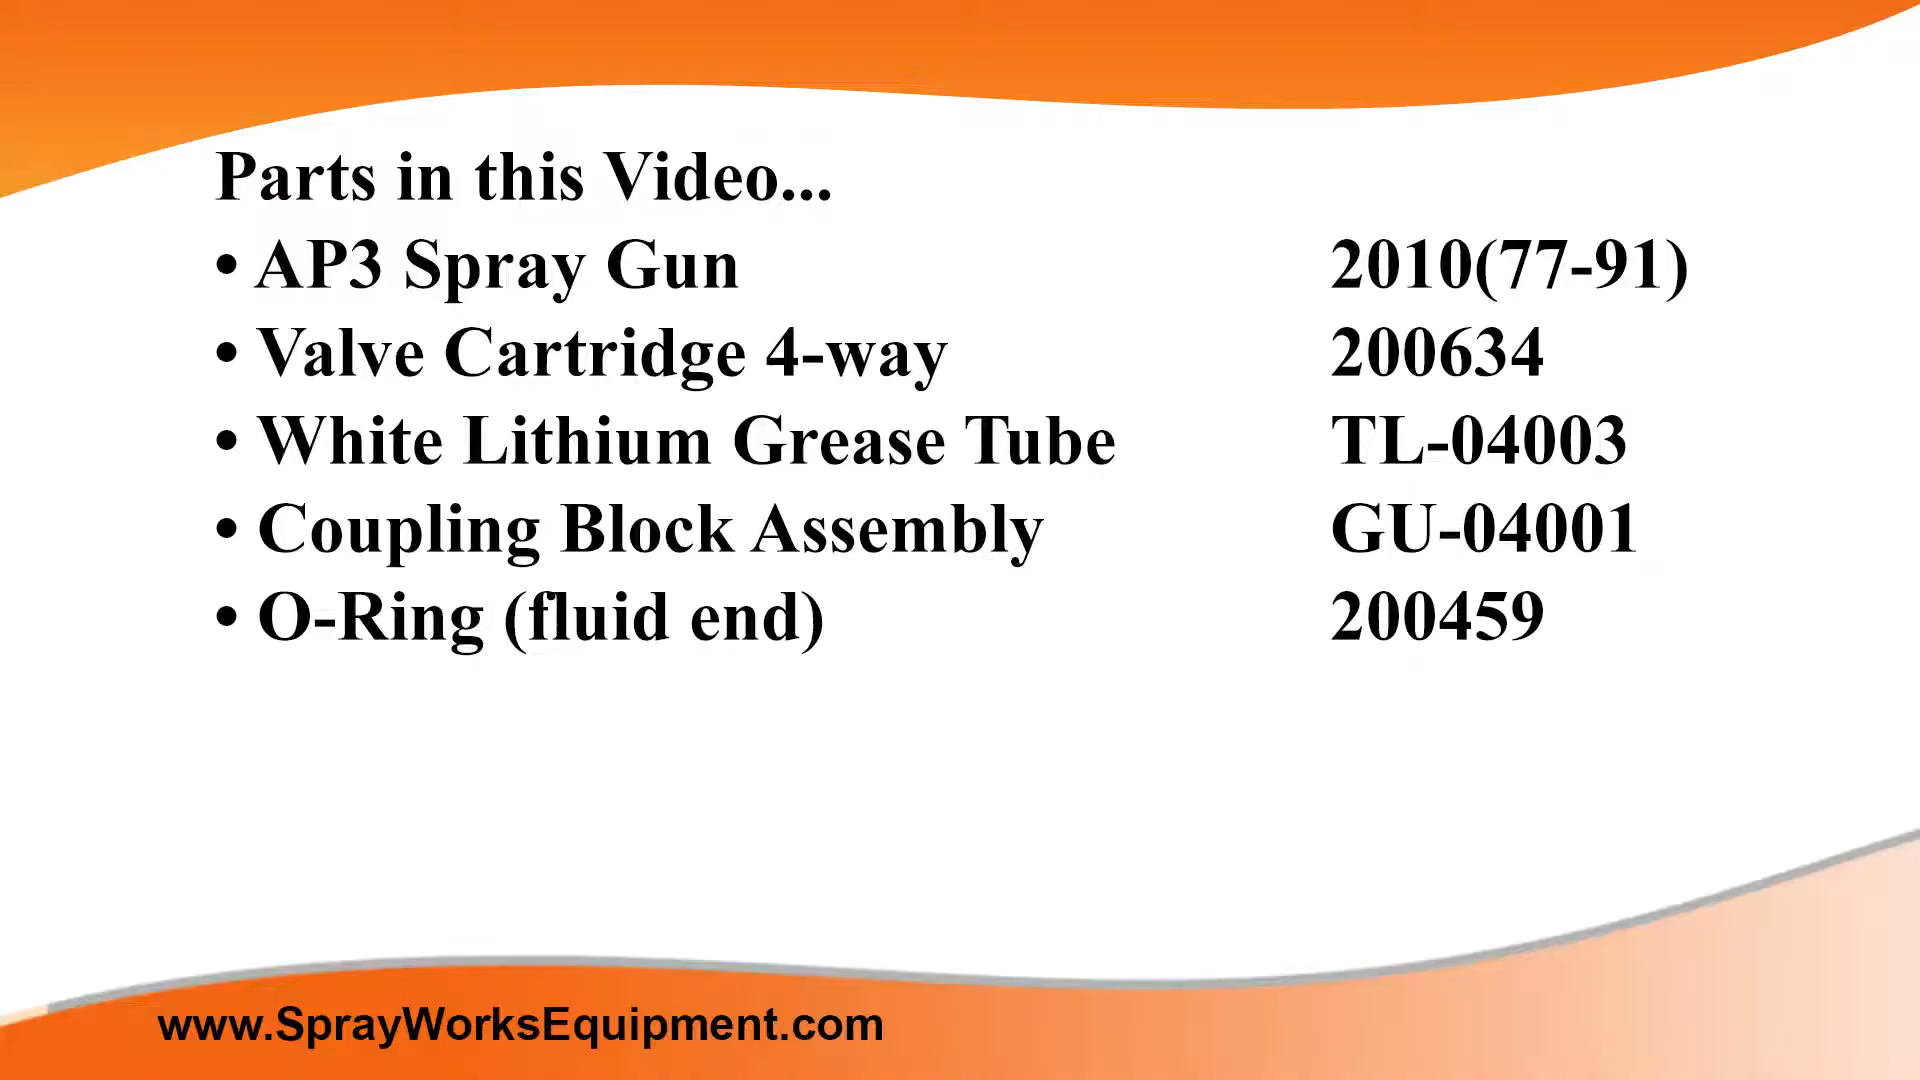 Parts in this Video...
• AP3 Spray Gun 2010(77-91)
• Valve Cartridge 4-way 200634
• White Lithium Grease Tube TL-04003
• Coupling Block Assembly GU-04001
• O-Ring (fluid end) 200459
www.SprayWorksEquipment.com